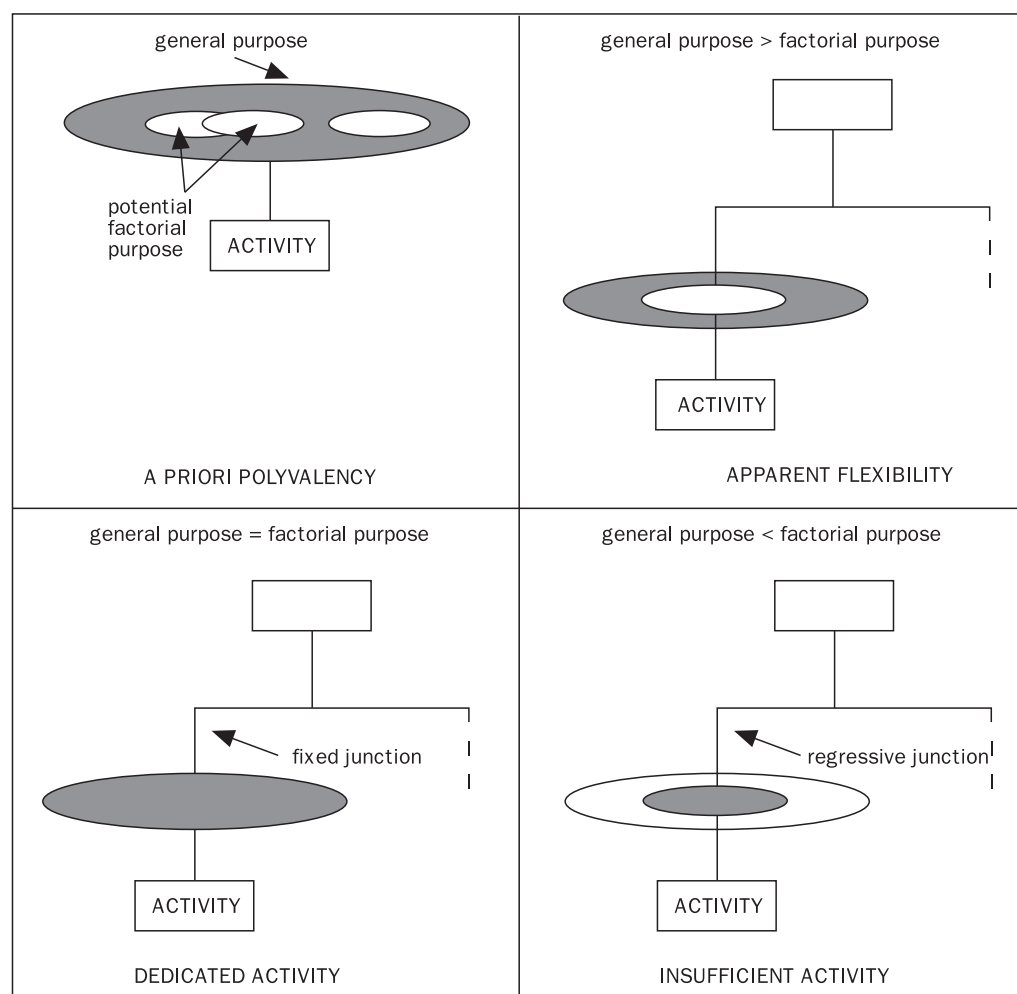 general purpose
potential
factorial
purpose
ACTIVITY
A PRIORI POLYVALENCY
general purpose > factorial purpose
ACTIVITY
APPARENT FLEXIBILITY
general purpose = factorial purpose
fixed junction
ACTIVITY
DEDICATED ACTIVITY
general purpose < factorial purpose
regressive junction
ACTIVITY
INSUFFICIENT ACTIVITY